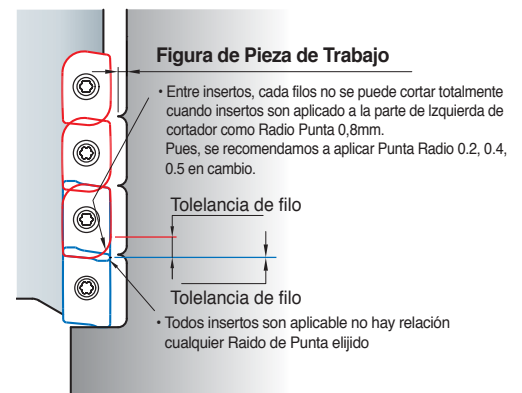 Figura de Pieza de Trabajo
• Entre insertos, cada filos no se puede cortar totalmente
cuando insertos son aplicado a la parte de Izquierda de
cortador como Radio Punta 0,8mm.
Pues, se recomendamos a aplicar Punta Radio 0.2, 0.4,
0.5 en cambio.
Tolelancia de filo
Tolelancia de filo
• Todos insertos son aplicable no hay relación
cualquier Raido de Punta elijido